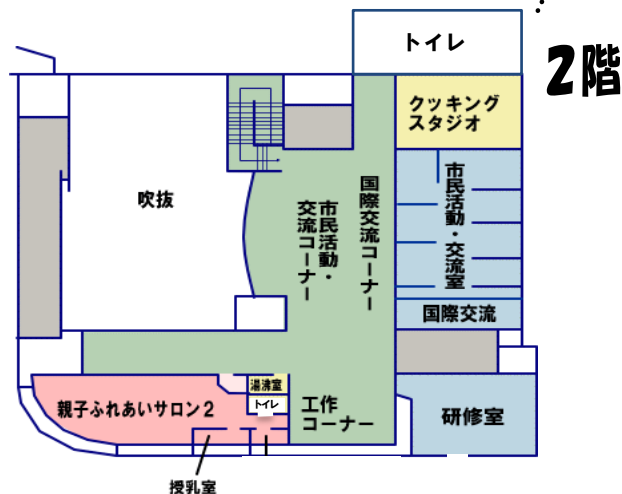 トイレ
2階
クッキング
スタジオ
吹抜
国際交流コーナー
市民活動・
交流コーナー
市民活動・交流室
国際交流
湯沸室
トイレ
親子ふれあいサロン2
工作
コーナー
研修室
授乳室